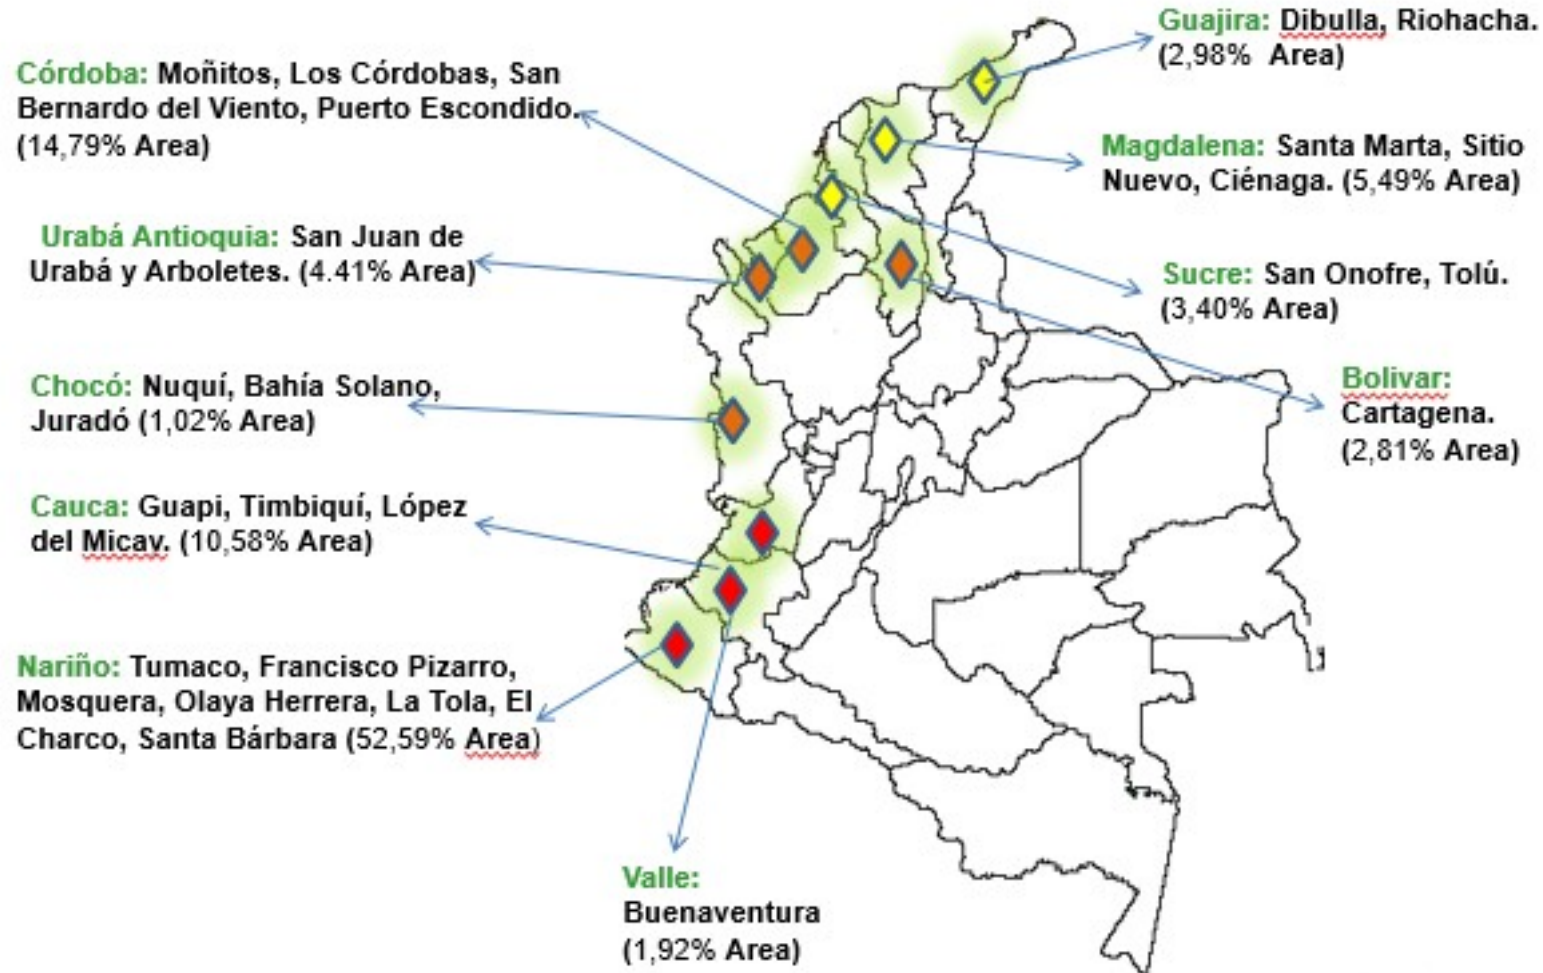 Guajira: Dibulla, Riohacha.
(2,98% Area)
Córdoba: Moñitos, Los Córdobas, San
Bernardo del Viento, Puerto Escondido.
(14,79% Area)
Magdalena: Santa Marta, Sitio
Nuevo, Ciénaga. (5,49% Area)
Urabá Antioquia: San Juan de
Urabá y Arboletes. (4.41% Area)
Sucre: San Onofre, Tolú.
(3,40% Area)
Chocó: Nuquí, Bahía Solano,
Juradó (1,02% Area)
Bolivar:
Cartagena.
(2,81% Area)
Cauca: Guapi, Timbiquí, López
del Micay. (10,58% Area)
Nariño: Tumaco, Francisco Pizarro,
Mosquera, Olaya Herrera, La Tola, El
Charco, Santa Bárbara (52,59% Area)
Valle:
Buenaventura
(1,92% Area)